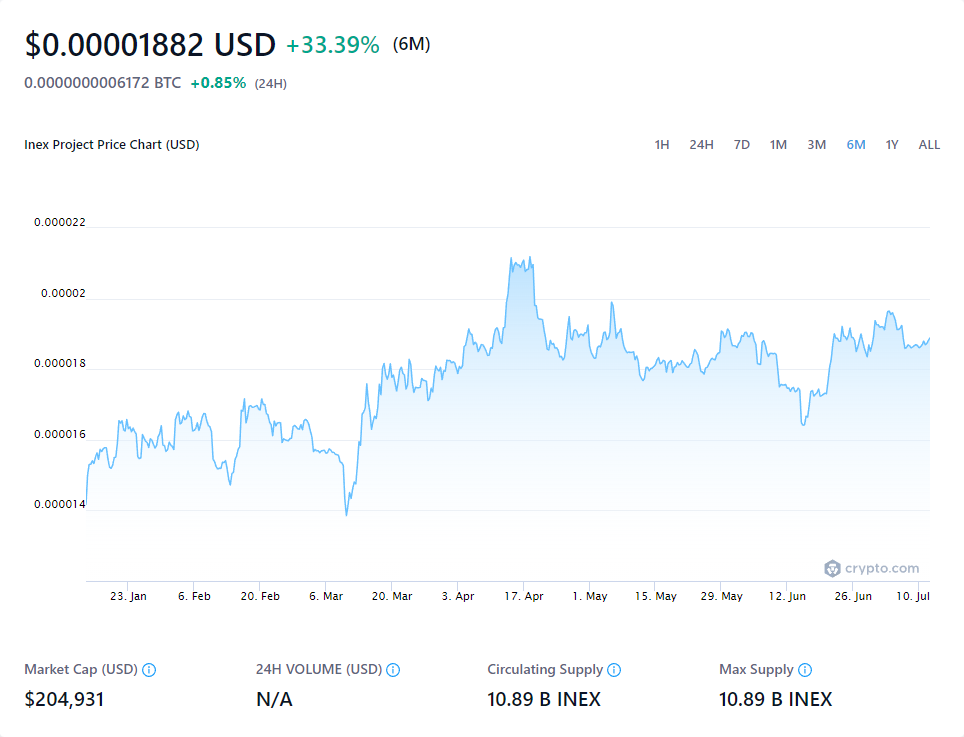 $0.00001882 USD +33.39% (6M)
0.0000000006172 BTC +0.85% (24H)
Inex Project Price Chart (USD) 1H 24H 7D 1M 3M 6M 1Y ALL
0.000022
0.00002
0.000018
0.000016
0.000014
crypto.com
23. Jan 6. Feb 20. Feb 6. Mar 20. Mar 3. Apr 17. Apr 1. May 15. May 29. May 12. Jun 26. Jun 10. Jul
Market Cap (USD) 24H VOLUME (USD) Circulating Supply Max Supply
$204,931 N/A 10.89 B INEX 10.89 B INEX